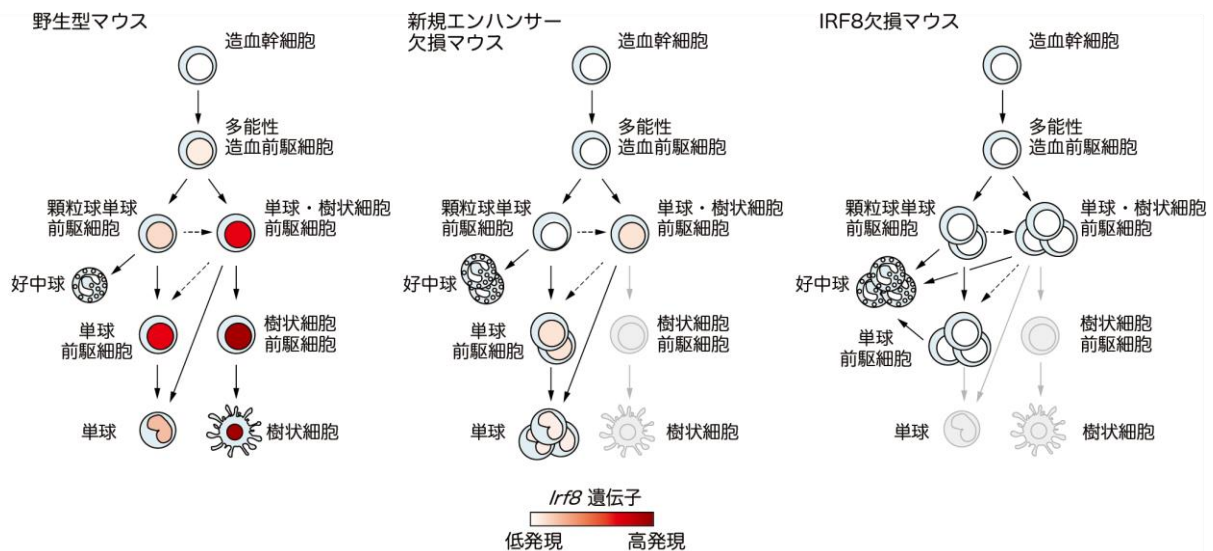 野生型マウス
造血幹細胞
多能性
造血前駆細胞
顆粒球単球
前駆細胞
単球・樹状細胞
前駆細胞
好中球
単球
前駆細胞
樹状細胞
前駆細胞
単球
樹状細胞
新規エンハンサー
欠損マウス
造血幹細胞
多能性
造血前駆細胞
顆粒球単球
前駆細胞
単球・樹状細胞
前駆細胞
好中球
単球
前駆細胞
樹状細胞
前駆細胞
単球
樹状細胞
IRF8欠損マウス
造血幹細胞
多能性
造血前駆細胞
顆粒球単球
前駆細胞
単球・樹状細胞
前駆細胞
好中球
単球
前駆細胞
樹状細胞
前駆細胞
単球
樹状細胞
Irf8 遺伝子
低発現 高発現